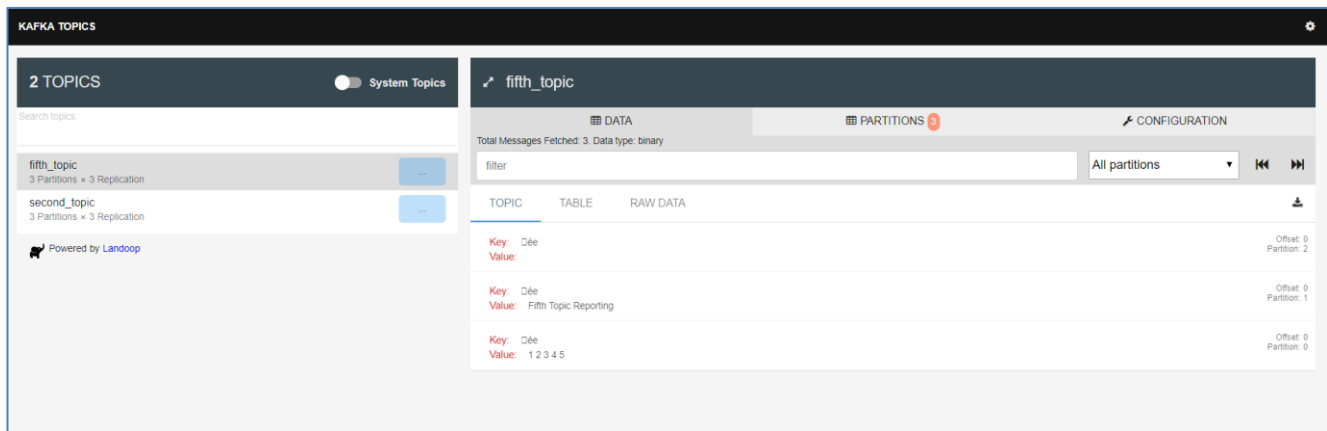 KAFKA TOPICS
2 TOPICS
System Topics
Search topics:
fifth_topic
3 Partitions × 3 Replication
...
second_topic
3 Partitions × 3 Replication
...
Powered by Landoop
fifth_topic
DATA
PARTITIONS 3
CONFIGURATION
Total Messages Fetched: 3. Data type: binary
filter
All partitions
TOPIC
TABLE
RAW DATA
Key: □ée
Value:
Offset: 0
Partition: 2
Key: □ée
Value: Fifth Topic Reporting
Offset: 0
Partition: 1
Key: □ée
Value: 1 2 3 4 5
Offset: 0
Partition: 0